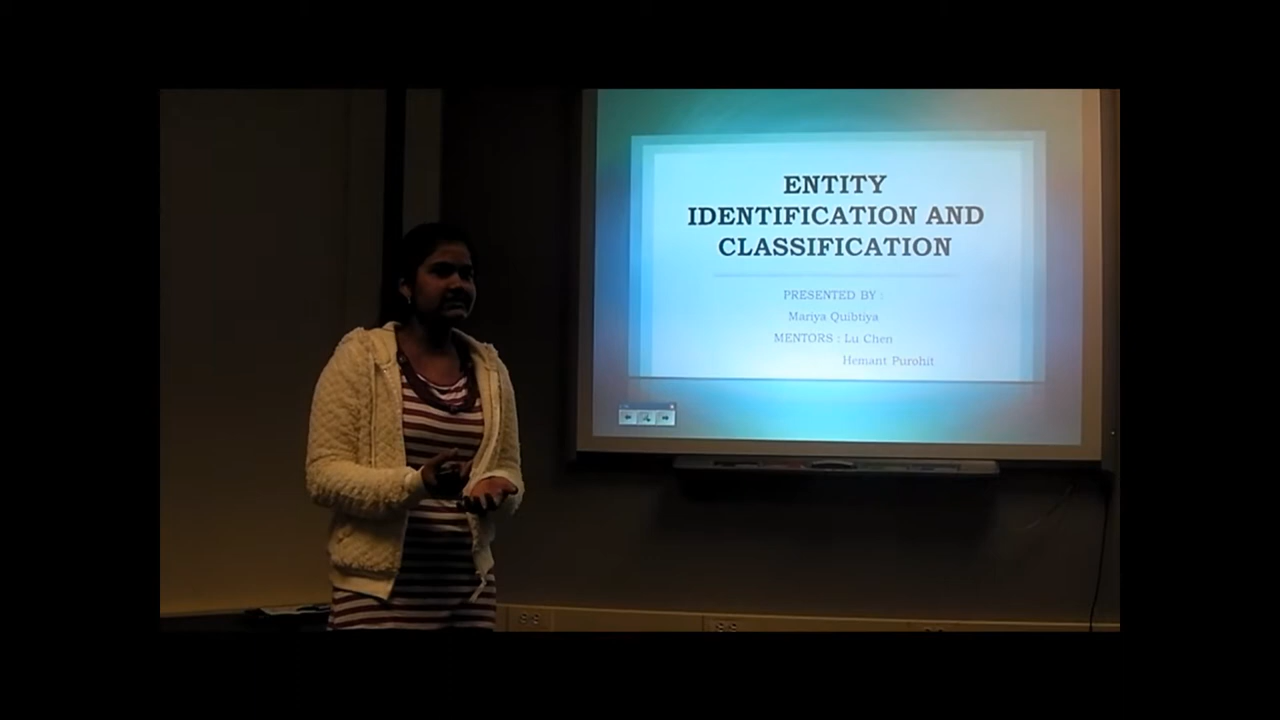 ENTITY
IDENTIFICATION AND
CLASSIFICATION
PRESENTED BY :
Mariya Quibtiya
MENTORS : Lu Chen
Hemant Purohit